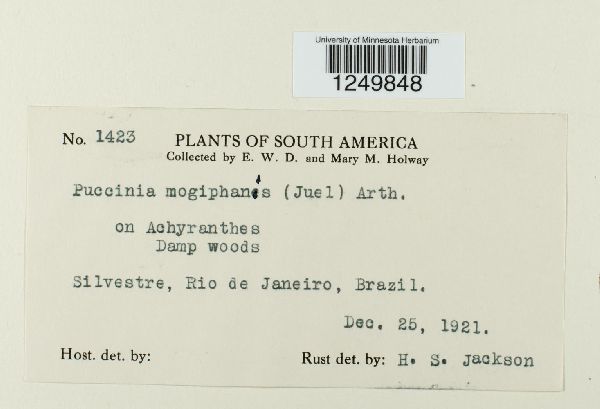 University of Minnesota Herbarium
1249848
No. 1423
PLANTS OF SOUTH AMERICA
Collected by E. W. D. and Mary M. Holway
Puccinia mogiphanis (Juel) Arth.
on Achyranthes
Damp woods
Silvestre, Rio de Janeiro, Brazil.
Dec. 25, 1921.
Host. det. by:
Rust det. by: H. S. Jackson